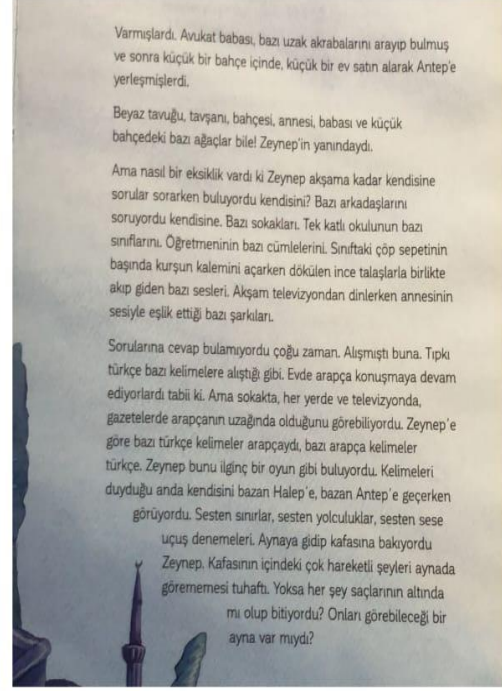 Varmışlardı. Avukat babası, bazı uzak akrabalarını arayıp bulmuş
ve sonra küçük bir bahçe içinde, küçük bir ev satın alarak Antep'e
yerleşmişlerdi.
Beyaz tavuğu, tavşanı, bahçesi, annesi, babası ve küçük
bahçedeki bazı ağaçlar bile! Zeynep'in yanındaydı.
Ama nasıl bir eksiklik vardı ki Zeynep akşama kadar kendisine
sorular sorarken buluyordu kendisini? Bazı arkadaşlarını
soruyordu kendisine. Bazı sokakları. Tek katlı okulunun bazı
sınıflarını. Öğretmeninin bazı cümlelerini. Sınıftaki çöp sepetinin
başında kurşun kalemini açarken dökülen ince talaşlarla birlikte
akıp giden bazı sesleri. Akşam televizyondan dinlerken annesinin
sesiyle eşlik ettiği bazı şarkıları.
Sorularına cevap bulamıyordu çoğu zaman. Alışmıştı buna. Tıpkı
türkçe bazı kelimelere alıştığı gibi. Evde arapça konuşmaya devam
ediyorlardı tabii ki. Ama sokakta, her yerde ve televizyonda,
gazetelerde arapçanın uzağında olduğunu görebiliyordu. Zeynep'e
göre bazı türkçe kelimeler arapçaydı, bazı arapça kelimeler
türkçe. Zeynep bunu ilginç bir oyun gibi buluyordu. Kelimeleri
duyduğu anda kendisini bazan Halep'e, bazan Antep'e geçerken
görüyordu. Sesten sınırlar, sesten yolculuklar, sesten sese
uçuş denemeleri. Aynaya gidip kafasına bakıyordu
Zeynep. Kafasının içindeki çok hareketli şeyleri aynada
görememesi tuhaftı. Yoksa her şey saçlarının altında
mı olup bitiyordu? Onları görebileceği bir
ayna var mıydı?